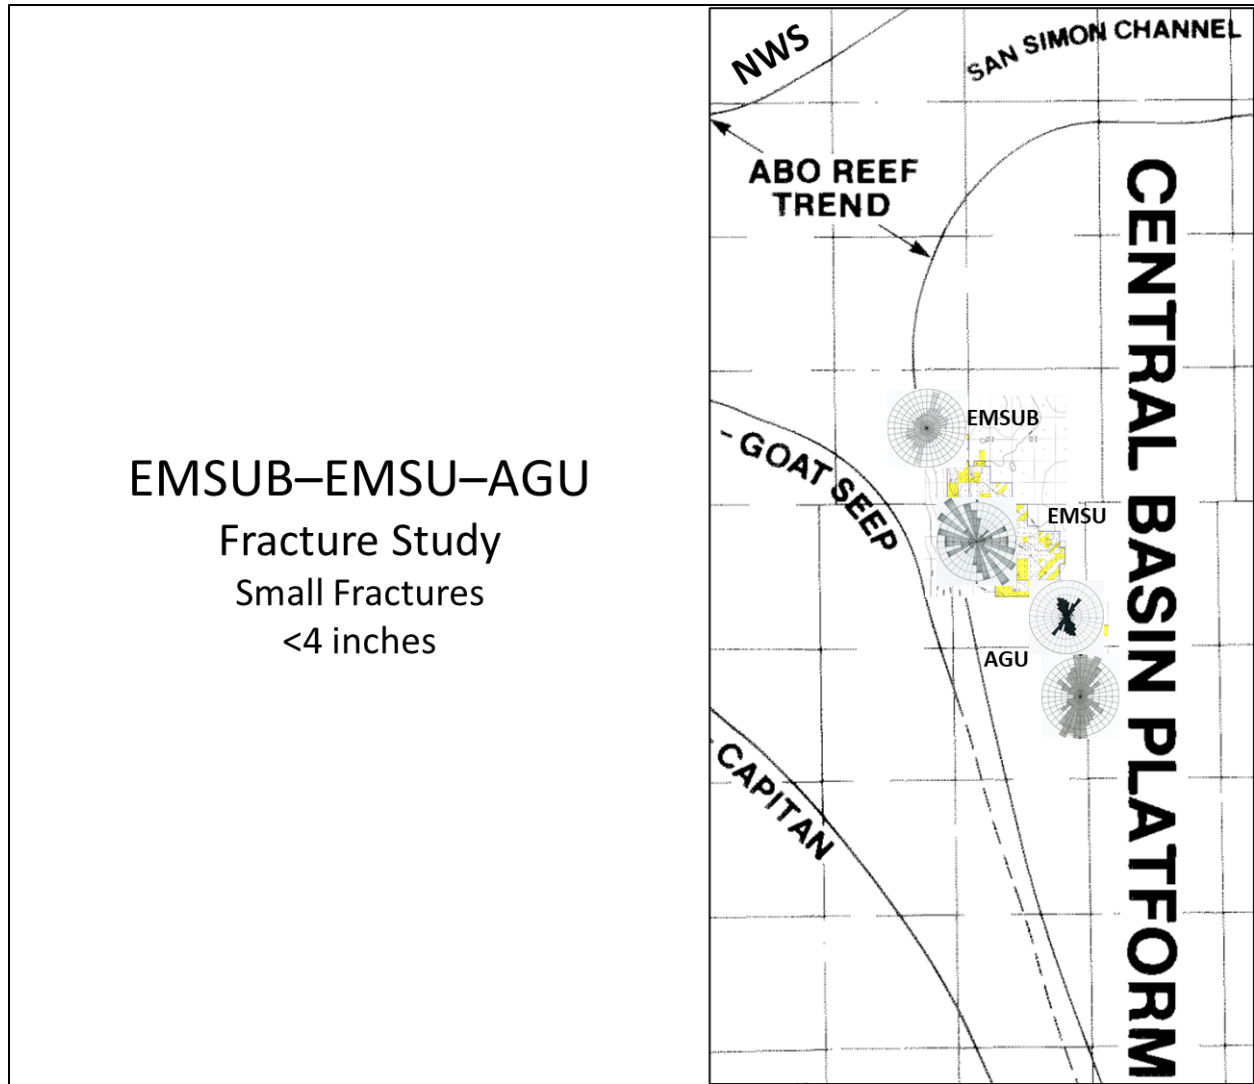 EMSUB–EMSU–AGU
Fracture Study
Small Fractures
<4 inches
NWS
SAN SIMON CHANNEL
ABO REEF
TREND
CENTRAL BASIN PLATFORM
EMSUB
- GOAT SEEP
EMSU
AGU
- CAPITAN